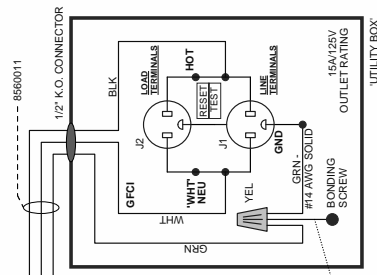 8560011
1/2" K.O. CONNECTOR
BLK
LOAD
TERMINALS
HOT
LINE
TERMINALS
15A/125V
OUTLET RATING
'UTILITY BOX'
RESET
TEST
J2
J1
GND
GFCI
'WHT'
NEU
WHT
YEL
GRN-
#14 AWG SOLID
BONDING
SCREW
GRN